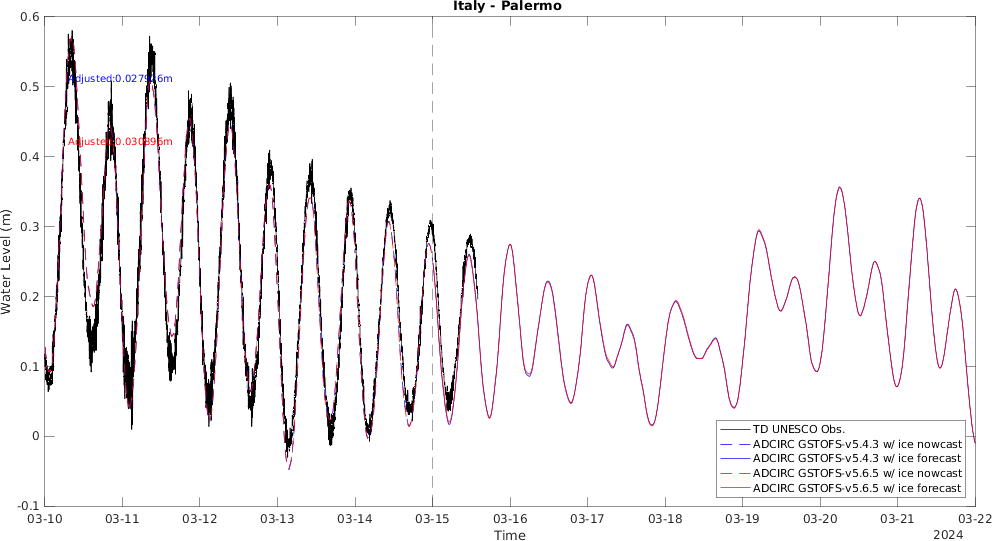 Italy - Palermo
0.6
0.5
0.4
0.3
0.2
0.1
0
-0.1
Water Level (m)
Adjusted:0.027936m
Adjusted:0.030896m
TD UNESCO Obs.
ADCIRC GSTOFS-v5.4.3 w/ ice nowcast
ADCIRC GSTOFS-v5.4.3 w/ ice forecast
ADCIRC GSTOFS-v5.6.5 w/ ice nowcast
ADCIRC GSTOFS-v5.6.5 w/ ice forecast
03-10 03-11 03-12 03-13 03-14 03-15 03-16 03-17 03-18 03-19 03-20 03-21 03-22
Time
2024